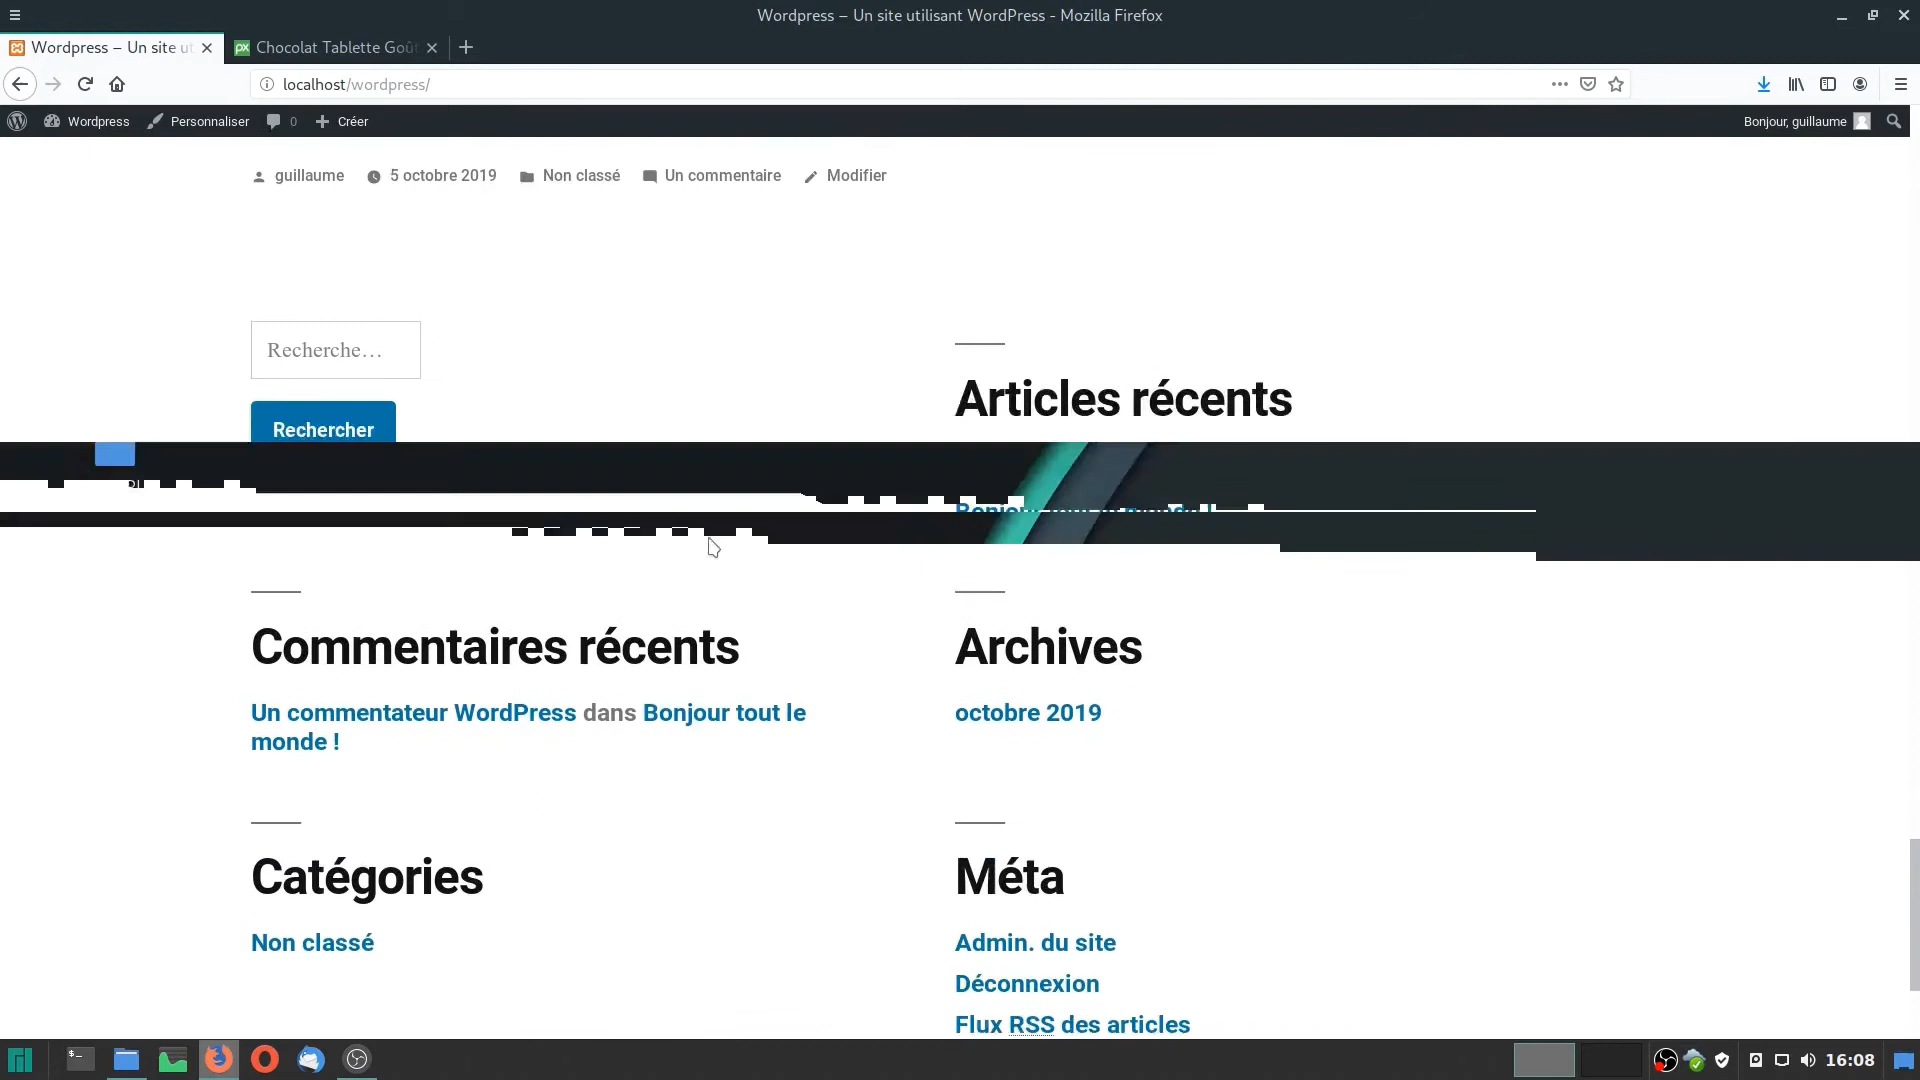 Wordpress – Un site utilisant WordPress - Mozilla Firefox
Wordpress – Un site ut
Chocolat Tablette Goût
localhost/wordpress/
Wordpress
Personnaliser
0
Créer
Bonjour, guillaume
guillaume
5 octobre 2019
Non classé
Un commentaire
Modifier
Recherche…
Rechercher
Articles récents
Commentaires récents
Un commentateur WordPress dans Bonjour tout le
monde !
Archives
octobre 2019
Catégories
Non classé
Méta
Admin. du site
Déconnexion
Flux RSS des articles
16:08